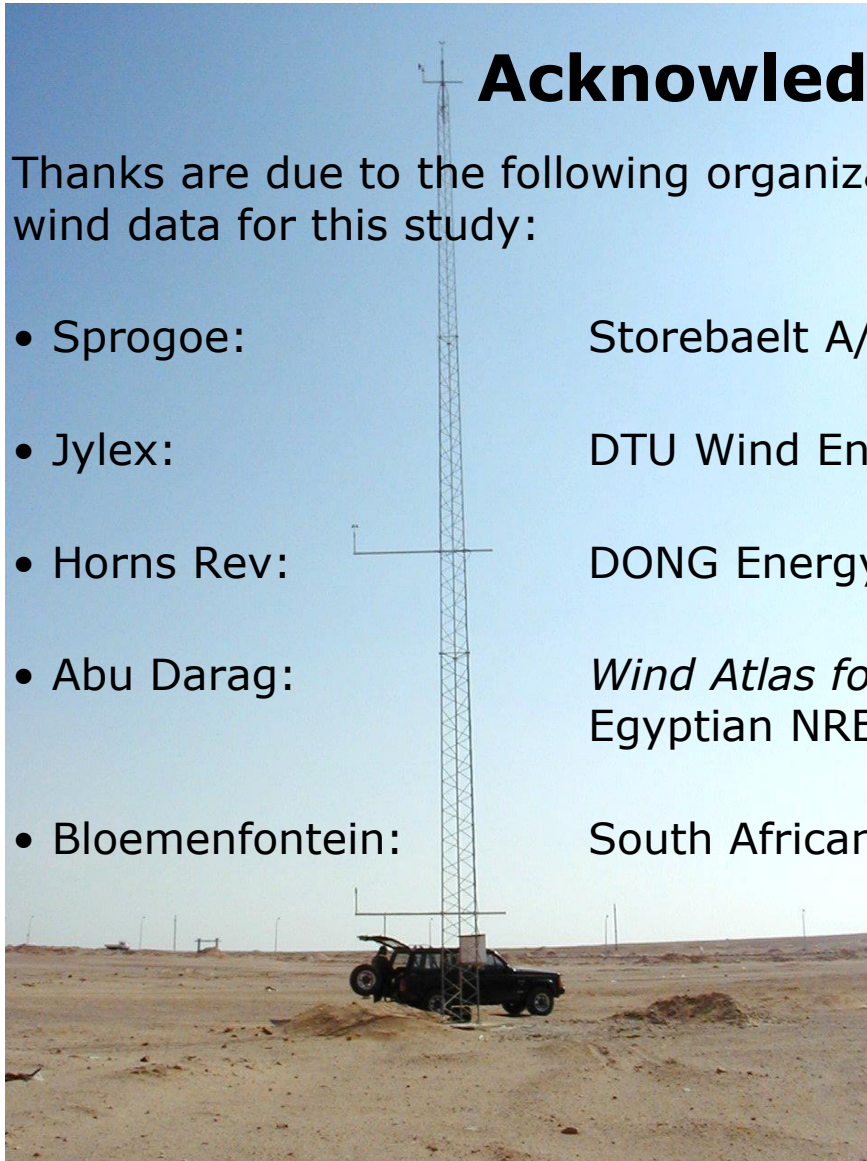 Acknowled
Thanks are due to the following organiza
wind data for this study:
• Sprogoe: Storebaelt A/
• Jylex: DTU Wind En
• Horns Rev: DONG Energy
• Abu Darag: Wind Atlas fo
Egyptian NRE
• Bloemenfontein: South African